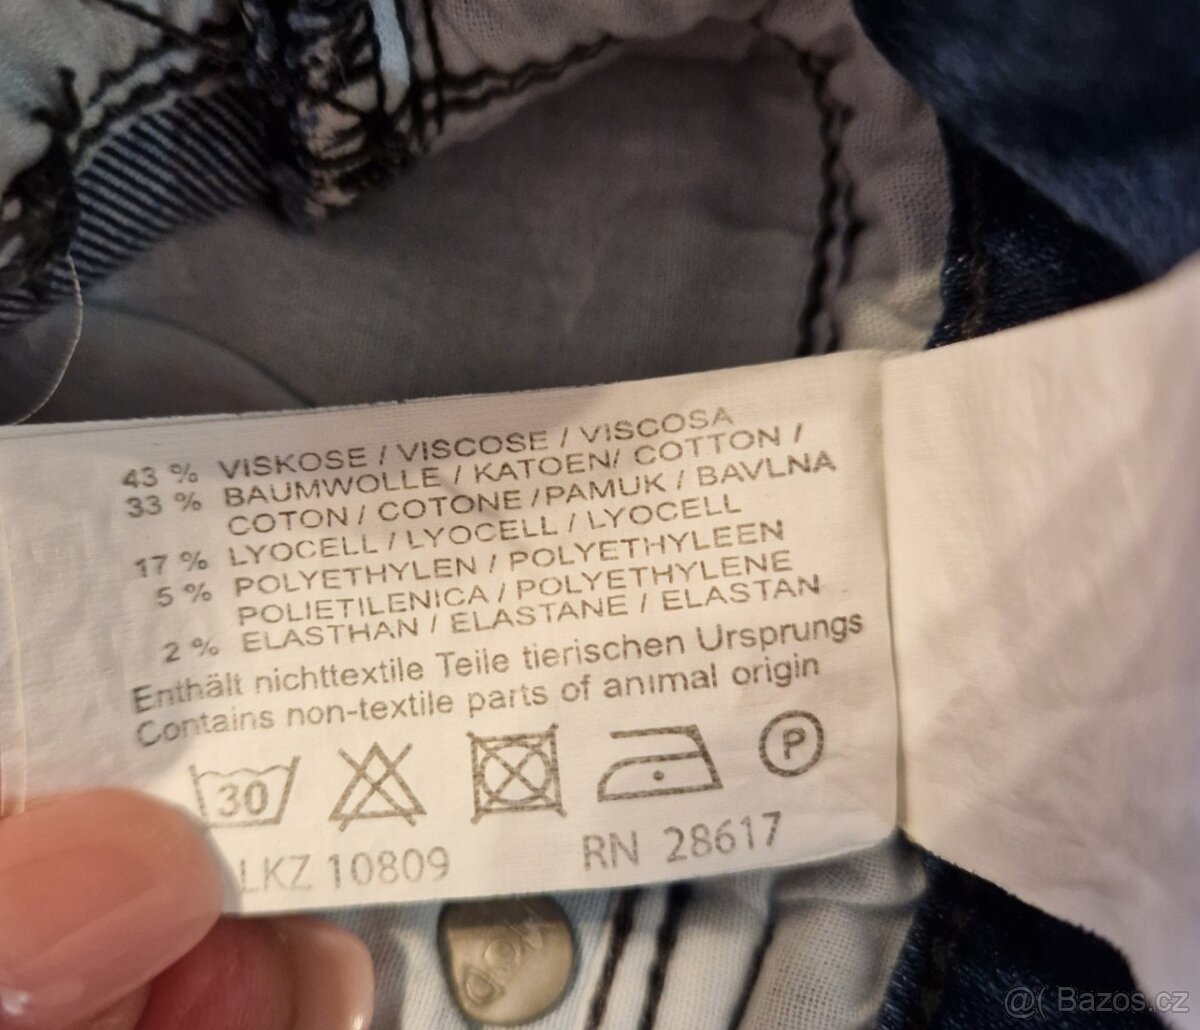 43 % VISKOSE / VISCOSE / VISCOSA
33 % BAUMWOLLE / KATOEN/ COTTON /
COTON / COTONE /PAMUK / BAVLNA
17 % LYOCELL / LYOCELL / LYOCELL
5 % POLYETHYLEN / POLYETHYLEEN
POLIETILENICA / POLYETHYLENE
2 % ELASTHAN / ELASTANE / ELASTAN
Enthält nichttextile Teile tierischen Ursprungs
Contains non-textile parts of animal origin
30 P
LKZ 10809 RN 28617
@( Bazos.cz